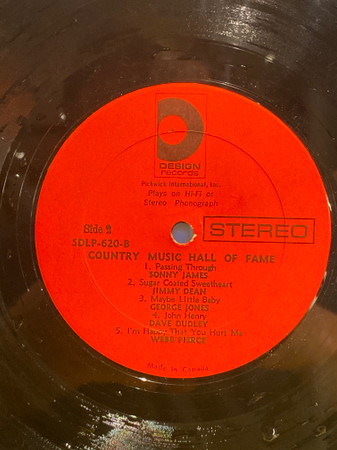 DESIGN
records
Pickwick International, Inc.
Plays on Hi-Fi or
Stereo Phonograph
Side 2
STEREO
SDLP-620-B
COUNTRY MUSIC HALL OF FAME
1. Passing Through
SONNY JAMES
2. Sugar Coated Sweetheart
JIMMY DEAN
3. Maybe Little Baby
GEORGE JONES
4. John Henry
DAVE DUDLEY
5. I'm Happy That You Hurt Me
WEBB PIERCE
Made in Canada